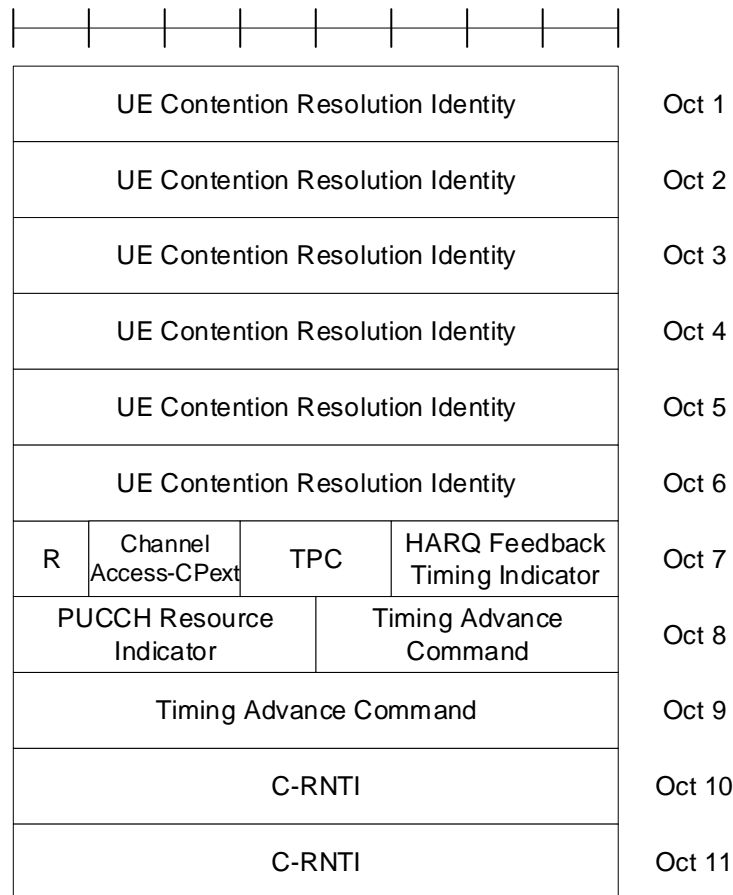 UE Contention Resolution Identity Oct 1
UE Contention Resolution Identity Oct 2
UE Contention Resolution Identity Oct 3
UE Contention Resolution Identity Oct 4
UE Contention Resolution Identity Oct 5
UE Contention Resolution Identity Oct 6
R
Channel
Access-CPext
TPC
HARQ Feedback
Timing Indicator
Oct 7
PUCCH Resource
Indicator
Timing Advance
Command
Oct 8
Timing Advance Command Oct 9
C-RNTI Oct 10
C-RNTI Oct 11